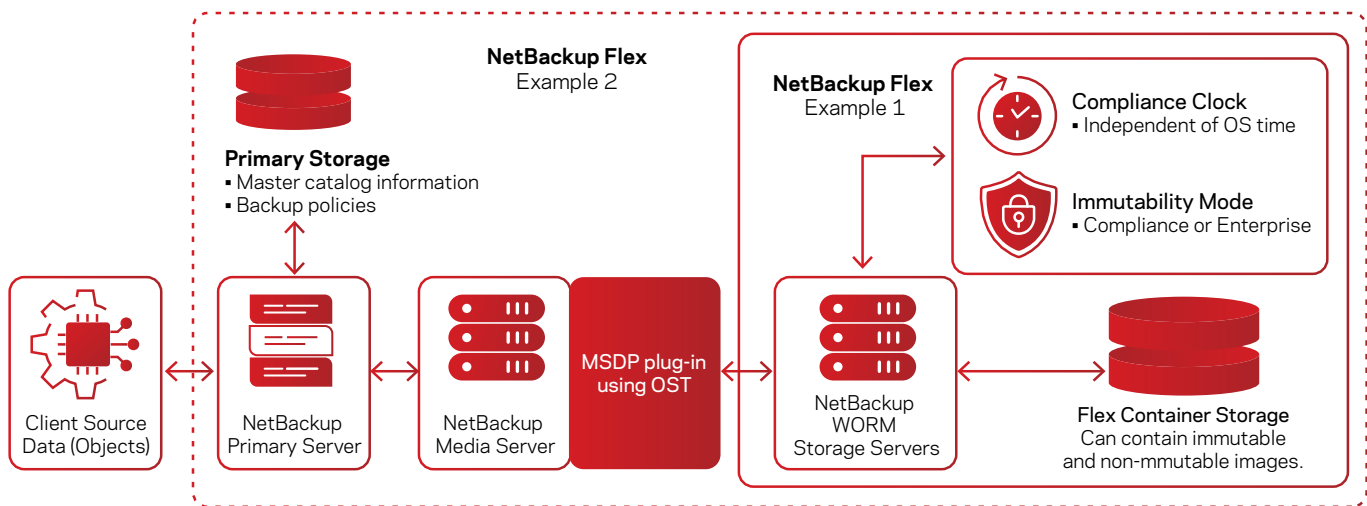 NetBackup Flex
Example 2
NetBackup Flex
Example 1
Compliance Clock
▪ Independent of OS time
Immutability Mode
▪ Compliance or Enterprise
Primary Storage
▪ Master catalog information
▪ Backup policies
Client Source
Data (Objects)
NetBackup
Primary Server
NetBackup
Media Server
MSDP plug-in
using OST
NetBackup
WORM
Storage Servers
Flex Container Storage
Can contain immutable
and non-mmutable images.